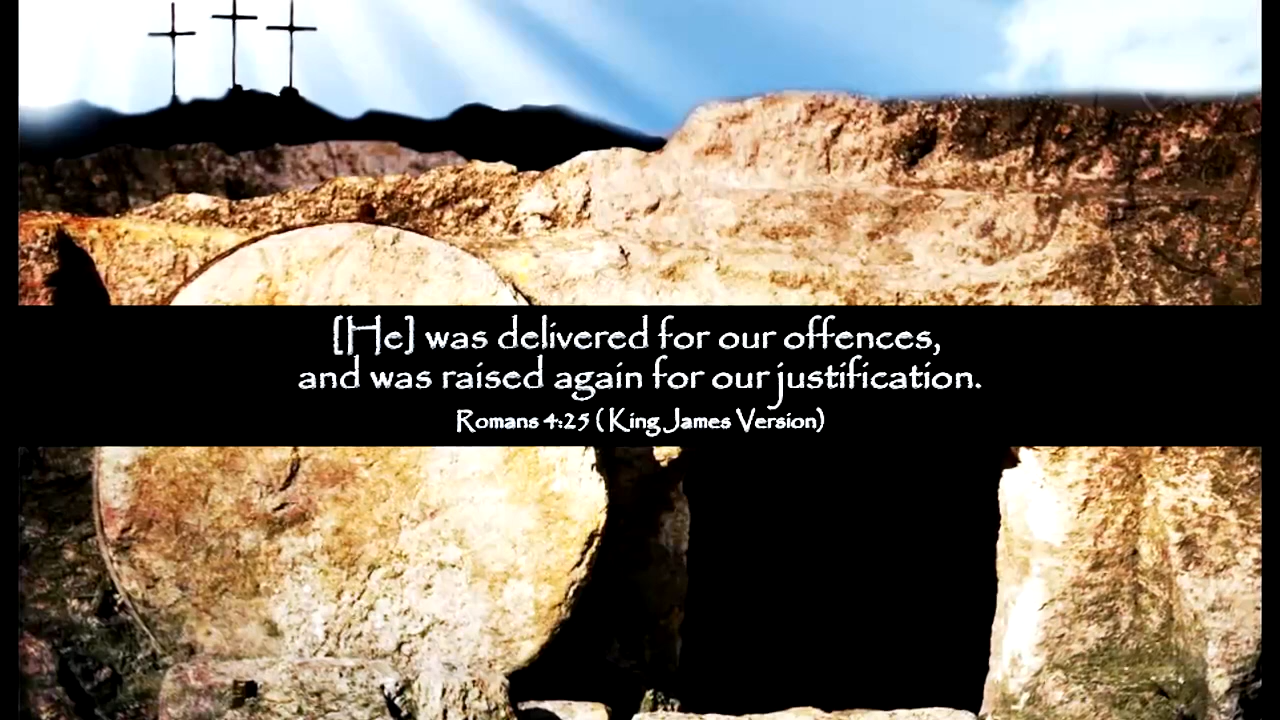 [He] was delivered for our offences,
and was raised again for our justification.
Romans 4:25 (King James Version)